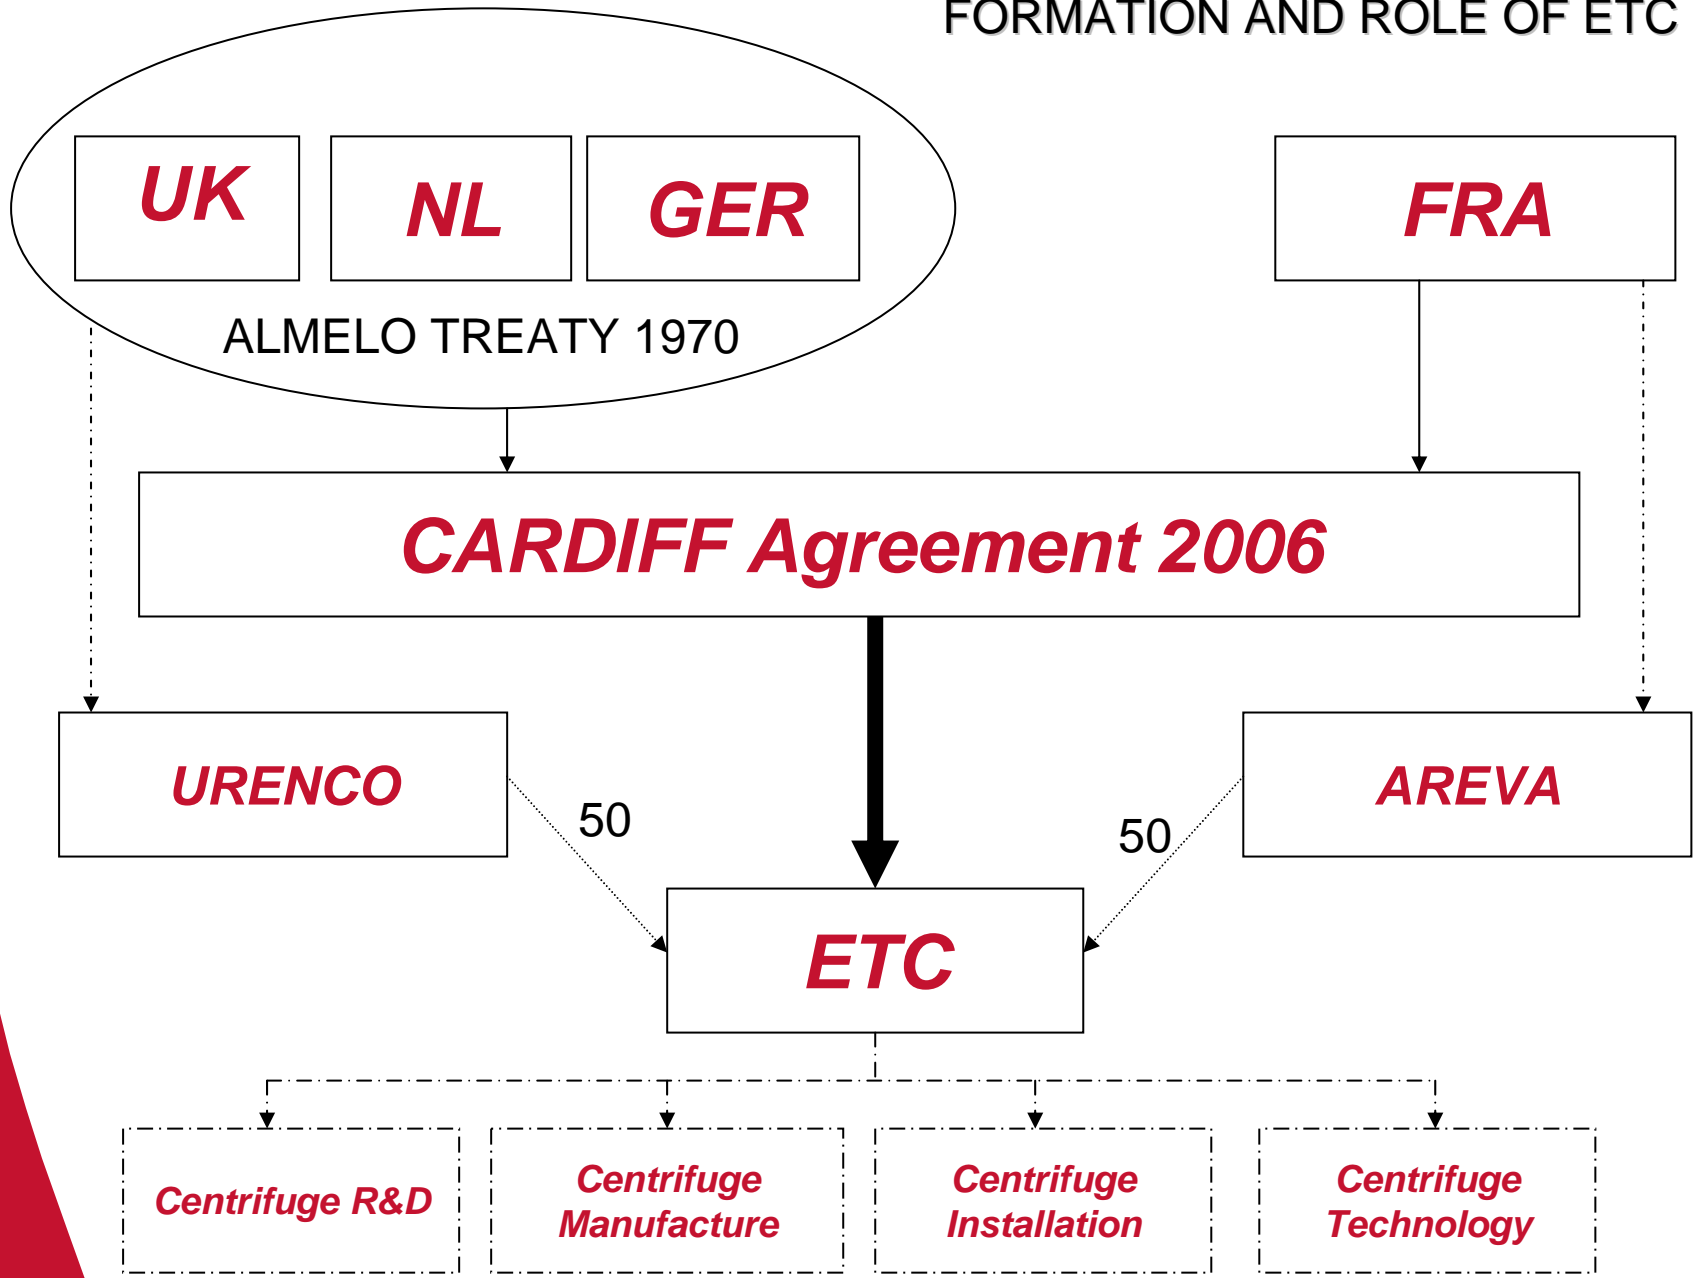 FORMATION AND ROLE OF ETC
UK
NL
GER
FRA
ALMELO TREATY 1970
CARDIFF Agreement 2006
URENCO
50
50
AREVA
ETC
Centrifuge R&D
Centrifuge
Manufacture
Centrifuge
Installation
Centrifuge
Technology